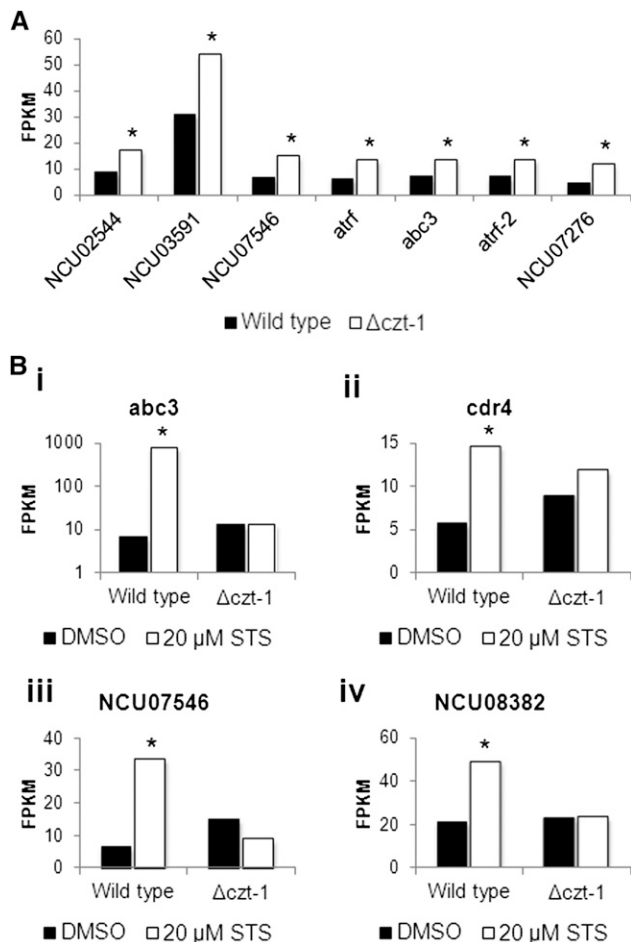 A
60
50
40
30
20
10
0
FPKM
*
*
*
*
*
*
*
NCU02544
NCU03591
NCU07546
atrf
abc3
atrf-2
NCU07276
Wild type Δczt-1
B
i
abc3
1000
100
10
1
FPKM
*
Wild type Δczt-1
DMSO 20 µM STS
ii
cdr4
15
10
5
0
FPKM
*
Wild type Δczt-1
DMSO 20 µM STS
iii
NCU07546
40
30
20
10
0
FPKM
*
Wild type Δczt-1
DMSO 20 µM STS
iv
NCU08382
60
40
20
0
FPKM
*
Wild type Δczt-1
DMSO 20 µM STS